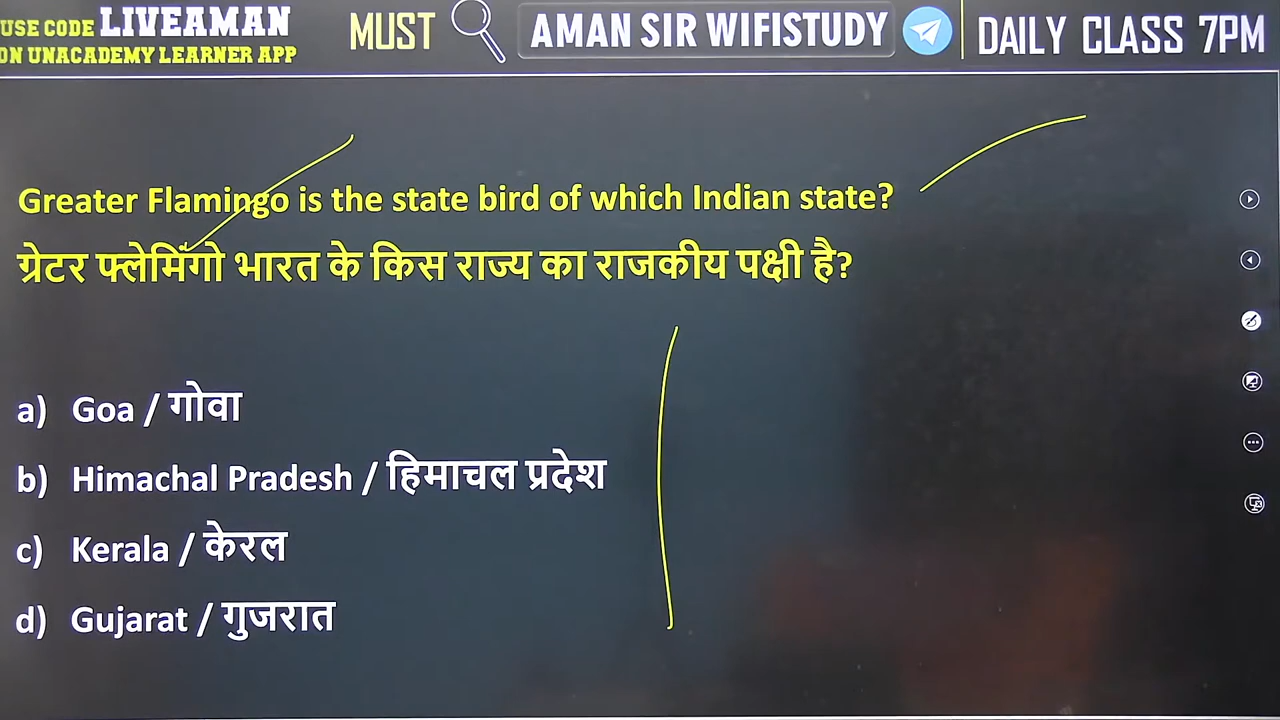 USE CODE LIVEAMAN
ON UNACADEMY LEARNER APP
MUST
AMAN SIR WIFISTUDY
DAILY CLASS 7PM
Greater Flamingo is the state bird of which Indian state?
ग्रेटर फ्लेमिंगो भारत के किस राज्य का राजकीय पक्षी है?
a) Goa / गोवा
b) Himachal Pradesh / हिमाचल प्रदेश
c) Kerala / केरल
d) Gujarat / गुजरात